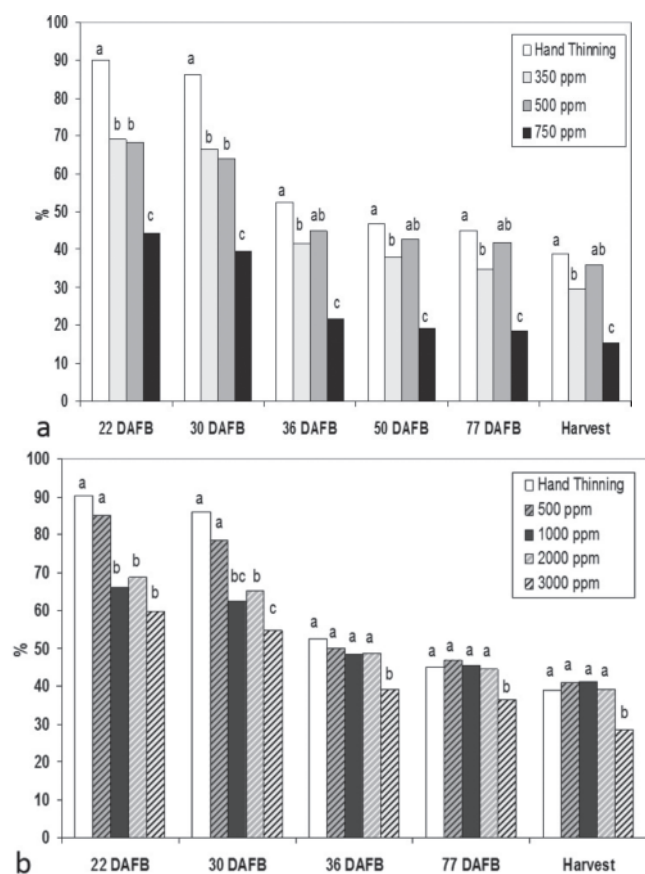 100
a
90
a
Hand Thinning
350 ppm
80
500 ppm
70
b b
b
b
750 ppm
60
a
50
c
c
b
ab
a
b
ab
a
b
ab
a
b
ab
%
40
30
c
c
c
c
20
10
0
a
22 DAFB 30 DAFB 36 DAFB 50 DAFB 77 DAFB Harvest
100
a
a
a
Hand Thinning
90
a
500 ppm
80
1000 ppm
b
b
b
bc
b
c
2000 ppm
70
3000 ppm
60
a a a a
b
a a a a
b
a a a a
b
50
%
40
30
20
10
0
b
22 DAFB 30 DAFB 36 DAFB 77 DAFB Harvest